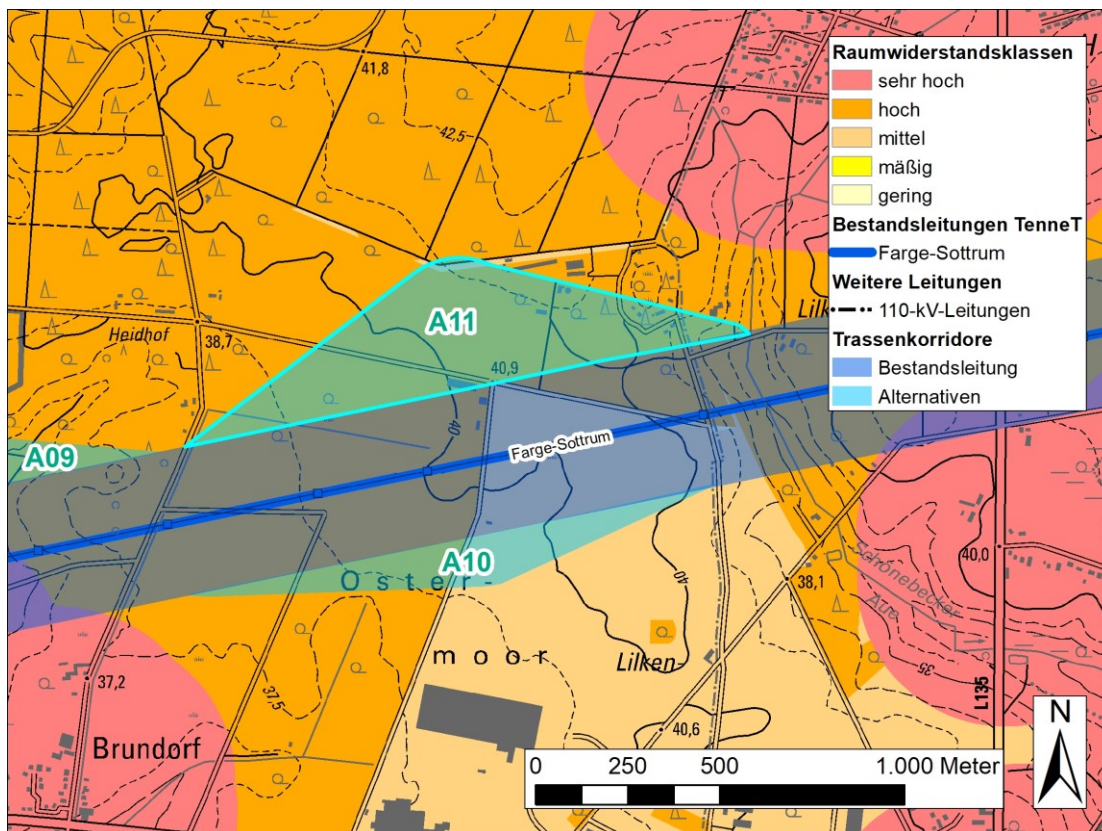 41,8
42,5
H
Raumwiderstandsklassen
sehr hoch
hoch
mittel
mäßig
gering
Bestandsleitungen TenneT
Farge-Sottrum
Weitere Leitungen
110-kV-Leitungen
Trassenkorridore
Bestandsleitung
Alternativen
A11
Lilken
Heidhof
38,7
40,9
40
Farge-Sottrum
A09
A10
Oster-
40
40,0
Schönebecker
Aue
38,1
moor
Lilken-
35
37,2
37,5
L135
N
Brundorf
40,6
0 250 500 1.000 Meter